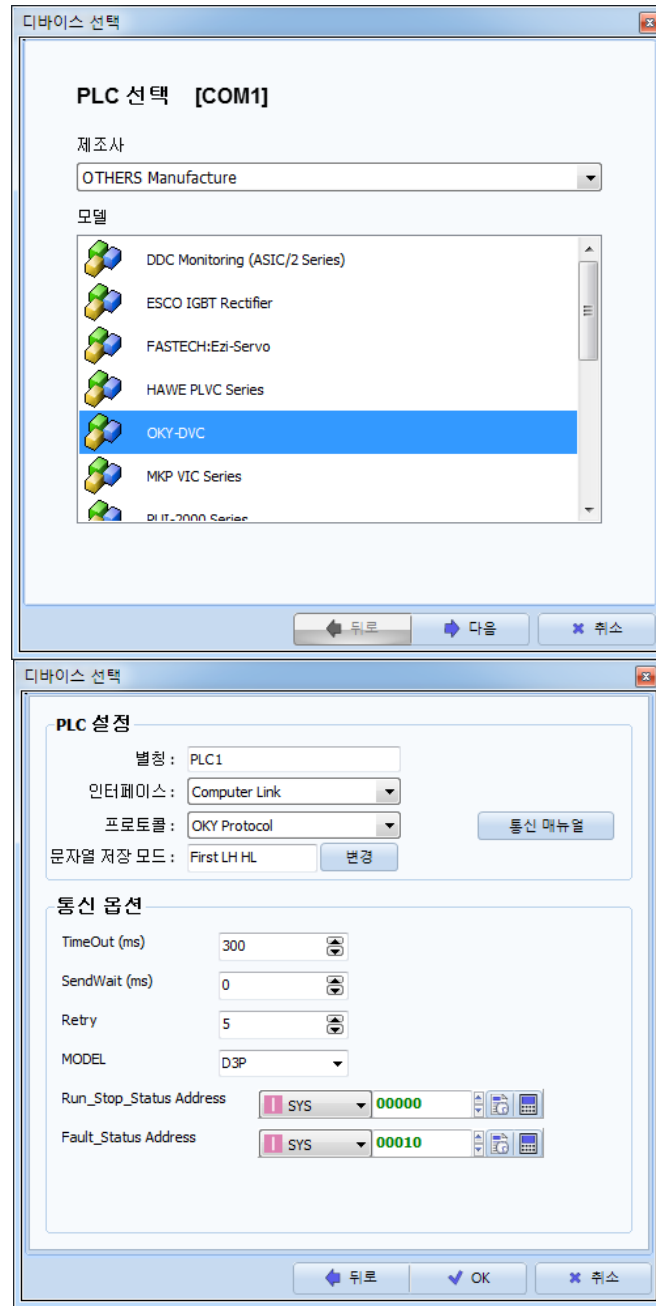 디바이스 선택
PLC 선택 [COM1]
제조사
OTHERS Manufacture
모델
DDC Monitoring (ASIC/2 Series)
ESCO IGBT Rectifier
FASTECH:Ezi-Servo
HAWE PLVC Series
OKY-DVC
MKP VIC Series
PUI-2000 Series
뒤로 다음 취소
디바이스 선택
PLC 설정
별칭 : PLC1
인터페이스 : Computer Link
프로토콜 : OKY Protocol 통신 매뉴얼
문자열 저장 모드 : First LH HL 변경
통신 옵션
TimeOut (ms) 300
SendWait (ms) 0
Retry 5
MODEL D3P
Run_Stop_Status Address SYS 00000
Fault_Status Address SYS 00010
뒤로 OK 취소